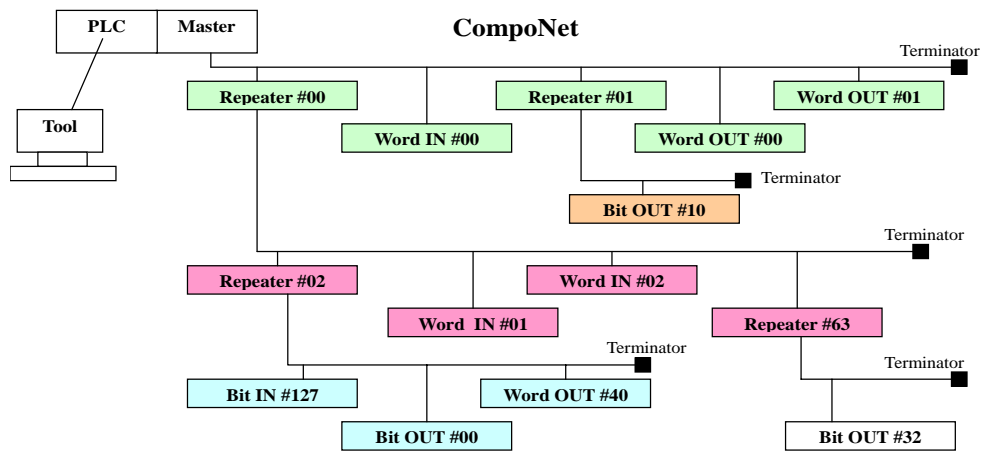 PLC
Master
CompoNet
Terminator
Repeater #00
Repeater #01
Word OUT #01
Tool
Word IN #00
Word OUT #00
Terminator
Bit OUT #10
Terminator
Repeater #02
Word IN #02
Word IN #01
Repeater #63
Terminator
Terminator
Bit IN #127
Word OUT #40
Bit OUT #00
Bit OUT #32